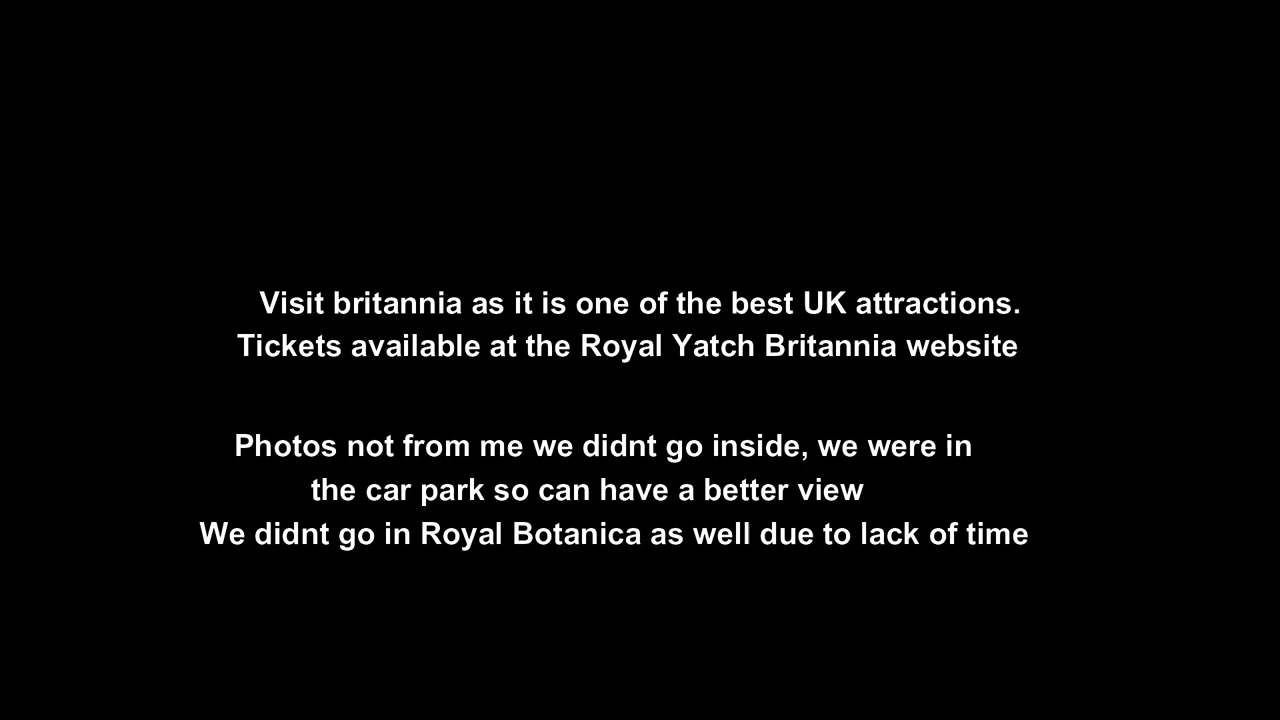 Visit britannia as it is one of the best UK attractions.
Tickets available at the Royal Yatch Britannia website
Photos not from me we didnt go inside, we were in
the car park so can have a better view
We didnt go in Royal Botanica as well due to lack of time